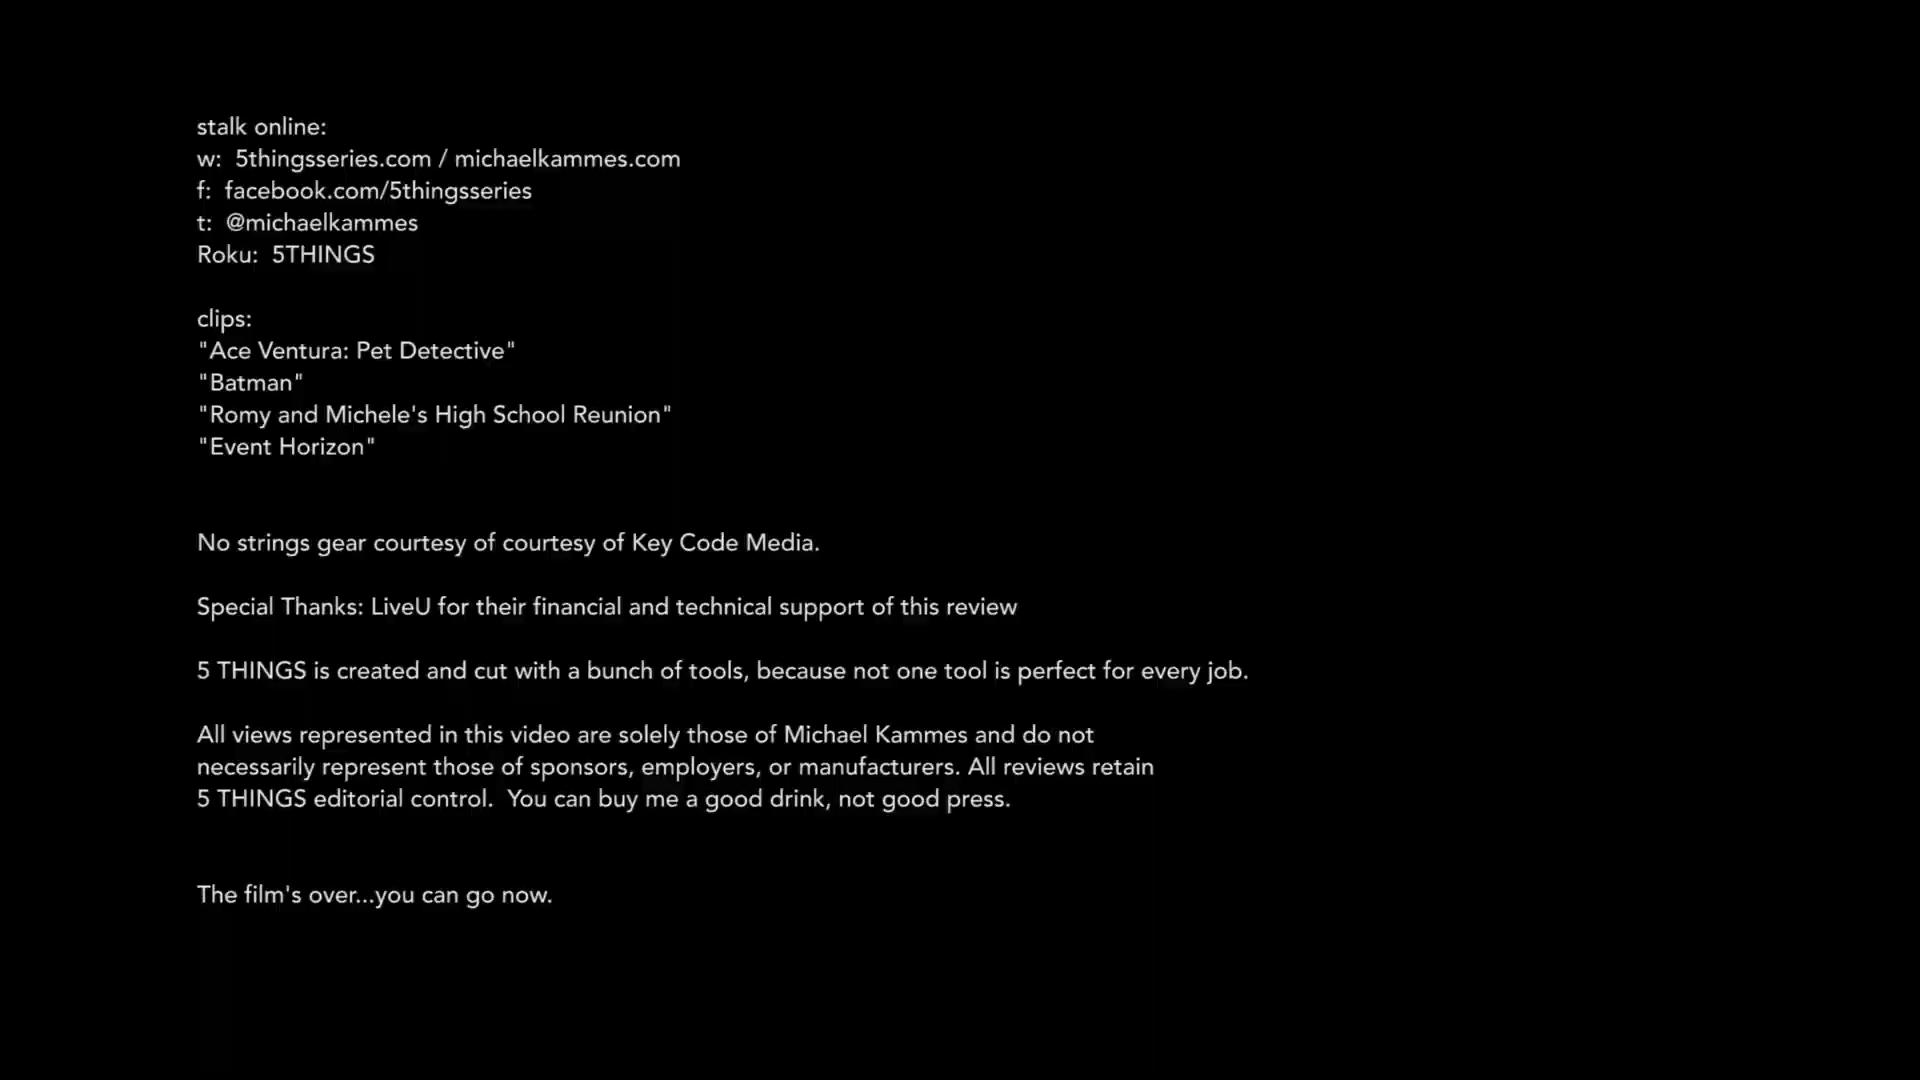 stalk online:
w:  5thingsseries.com / michaelkammes.com
f:  facebook.com/5thingsseries
t:  @michaelkammes
Roku:  5THINGS
clips:
"Ace Ventura: Pet Detective"
"Batman"
"Romy and Michele's High School Reunion"
"Event Horizon"
No strings gear courtesy of courtesy of Key Code Media.
Special Thanks: LiveU for their financial and technical support of this review
5 THINGS is created and cut with a bunch of tools, because not one tool is perfect for every job.
All views represented in this video are solely those of Michael Kammes and do not
necessarily represent those of sponsors, employers, or manufacturers. All reviews retain
5 THINGS editorial control.  You can buy me a good drink, not good press.
The film's over...you can go now.